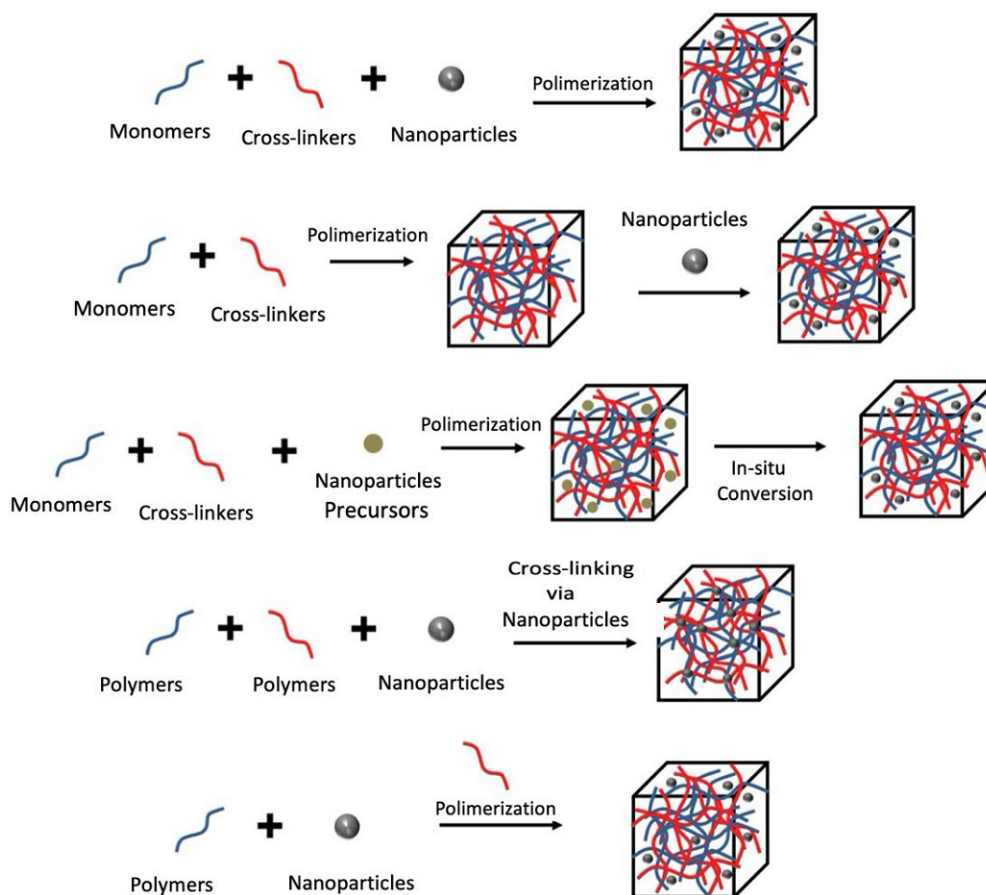 Monomers
Cross-linkers
Nanoparticles
Polimerization
Monomers
Cross-linkers
Polimerization
Nanoparticles
Monomers
Cross-linkers
Nanoparticles
Precursors
Polimerization
In-situ
Conversion
Polymers
Polymers
Nanoparticles
Cross-linking
via
Nanoparticles
Polymers
Nanoparticles
Polimerization